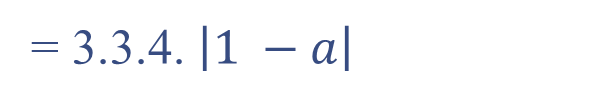 = 3.3.4. |1 − a|